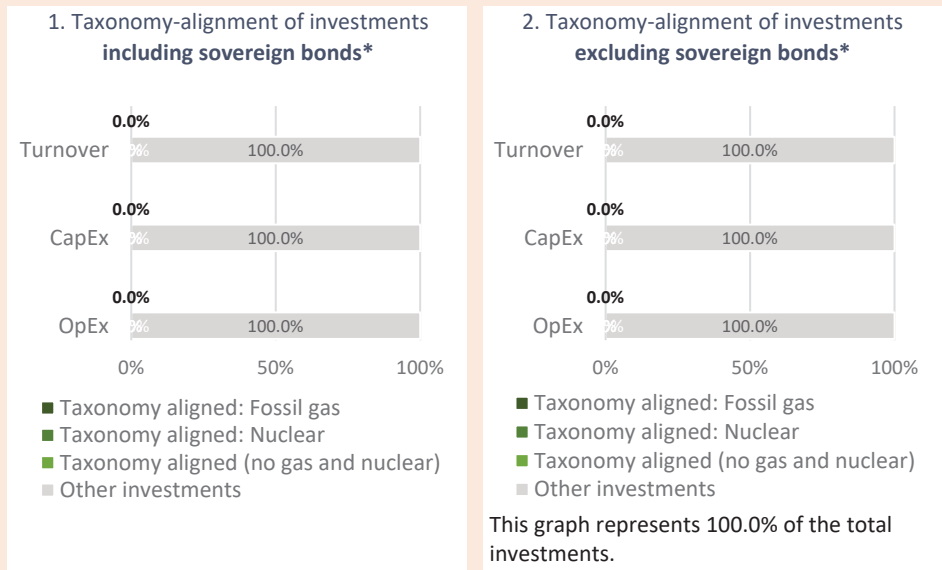 1. Taxonomy-alignment of investments
including sovereign bonds*
0.0%
Turnover
100.0%
0.0%
CapEx
100.0%
0.0%
OpEx
100.0%
0% 50% 100%
Taxonomy aligned: Fossil gas
Taxonomy aligned: Nuclear
Taxonomy aligned (no gas and nuclear)
Other investments
2. Taxonomy-alignment of investments
excluding sovereign bonds*
0.0%
Turnover
100.0%
0.0%
CapEx
100.0%
0.0%
OpEx
100.0%
0% 50% 100%
Taxonomy aligned: Fossil gas
Taxonomy aligned: Nuclear
Taxonomy aligned (no gas and nuclear)
Other investments
This graph represents 100.0% of the total
investments.